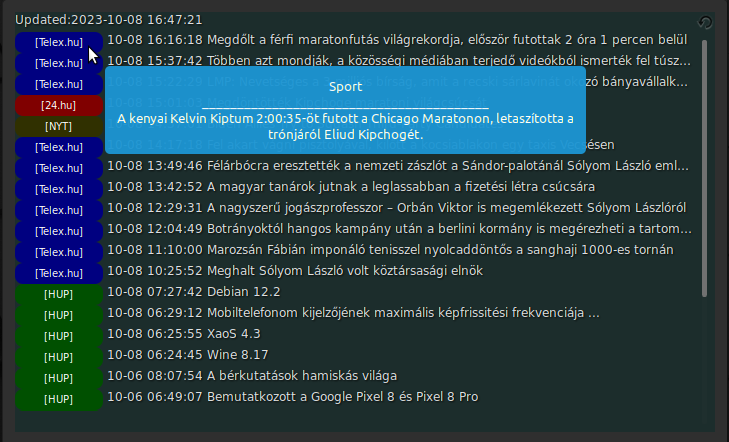 Updated:2023-10-08 16:47:21
[Telex.hu] 10-08 16:16:18 Megdőlt a férfi maratonfutás világrekordja, először futottak 2 óra 1 percen belül
[Telex.hu] 10-08 15:37:42 Többen azt mondják, a közösségi médiában terjedő videókból ismerték fel túsz...
[Telex.hu] bányavállalk...
Sport
[24.hu]
A kenyai Kelvin Kiptum 2:00:35-öt futott a Chicago Maratonon, letaszította a
[NYT]
trónjáról Eliud Kipchogét.
[Telex.hu]
[Telex.hu] 10-08 13:49:46 Félárbócra eresztették a nemzeti zászlót a Sándor-palotánál Sólyom László eml...
[Telex.hu] 10-08 13:42:52 A magyar tanárok jutnak a leglassabban a fizetési létra csúcsára
[Telex.hu] 10-08 12:29:31 A nagyszerű jogászprofesszor – Orbán Viktor is megemlékezett Sólyom Lászlóról
[Telex.hu] 10-08 12:04:49 Botrányoktól hangos kampány után a berlini kormány is megérezheti a tartom...
[Telex.hu] 10-08 11:10:00 Marozsán Fábián imponáló tenisszel nyolcaddöntős a sanghaji 1000-es tornán
[Telex.hu] 10-08 10:25:52 Meghalt Sólyom László volt köztársasági elnök
[HUP] 10-08 07:27:42 Debian 12.2
[HUP] 10-08 06:29:12 Mobiltelefonom kijelzőjének maximális képfrissitési frekvenciája ...
[HUP] 10-08 06:25:55 XaoS 4.3
[HUP] 10-08 06:24:45 Wine 8.17
[HUP] 10-06 08:07:54 A bérkutatások hamiskás világa
[HUP] 10-06 06:49:07 Bemutatkozott a Google Pixel 8 és Pixel 8 Pro